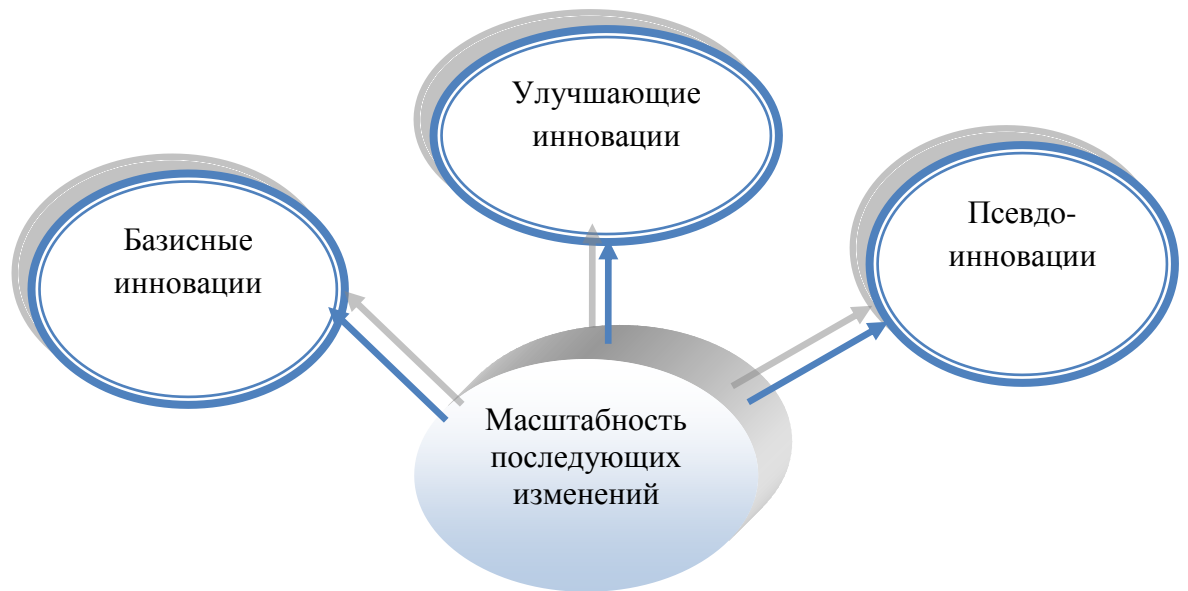 Улучшающие
инновации
Базисные
инновации
Псевдо-
инновации
Масштабность
последующих
изменений